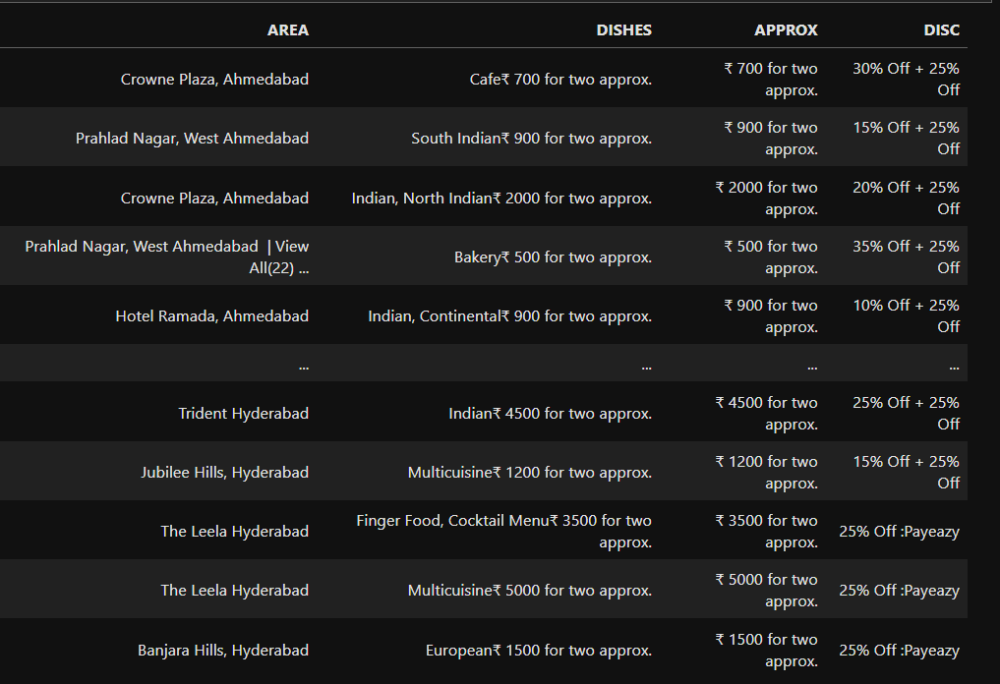 AREA DISHES APPROX DISC
Crowne Plaza, Ahmedabad Cafe₹ 700 for two approx. ₹ 700 for two approx. 30% Off + 25% Off
Prahlad Nagar, West Ahmedabad South Indian₹ 900 for two approx. ₹ 900 for two approx. 15% Off + 25% Off
Crowne Plaza, Ahmedabad Indian, North Indian₹ 2000 for two approx. ₹ 2000 for two approx. 20% Off + 25% Off
Prahlad Nagar, West Ahmedabad | View All(22) ... Bakery₹ 500 for two approx. ₹ 500 for two approx. 35% Off + 25% Off
Hotel Ramada, Ahmedabad Indian, Continental₹ 900 for two approx. ₹ 900 for two approx. 10% Off + 25% Off
... ... ... ...
Trident Hyderabad Indian₹ 4500 for two approx. ₹ 4500 for two approx. 25% Off + 25% Off
Jubilee Hills, Hyderabad Multicuisine₹ 1200 for two approx. ₹ 1200 for two approx. 15% Off + 25% Off
The Leela Hyderabad Finger Food, Cocktail Menu₹ 3500 for two approx. ₹ 3500 for two approx. 25% Off :Payeazy
The Leela Hyderabad Multicuisine₹ 5000 for two approx. ₹ 5000 for two approx. 25% Off :Payeazy
Banjara Hills, Hyderabad European₹ 1500 for two approx. ₹ 1500 for two approx. 25% Off :Payeazy